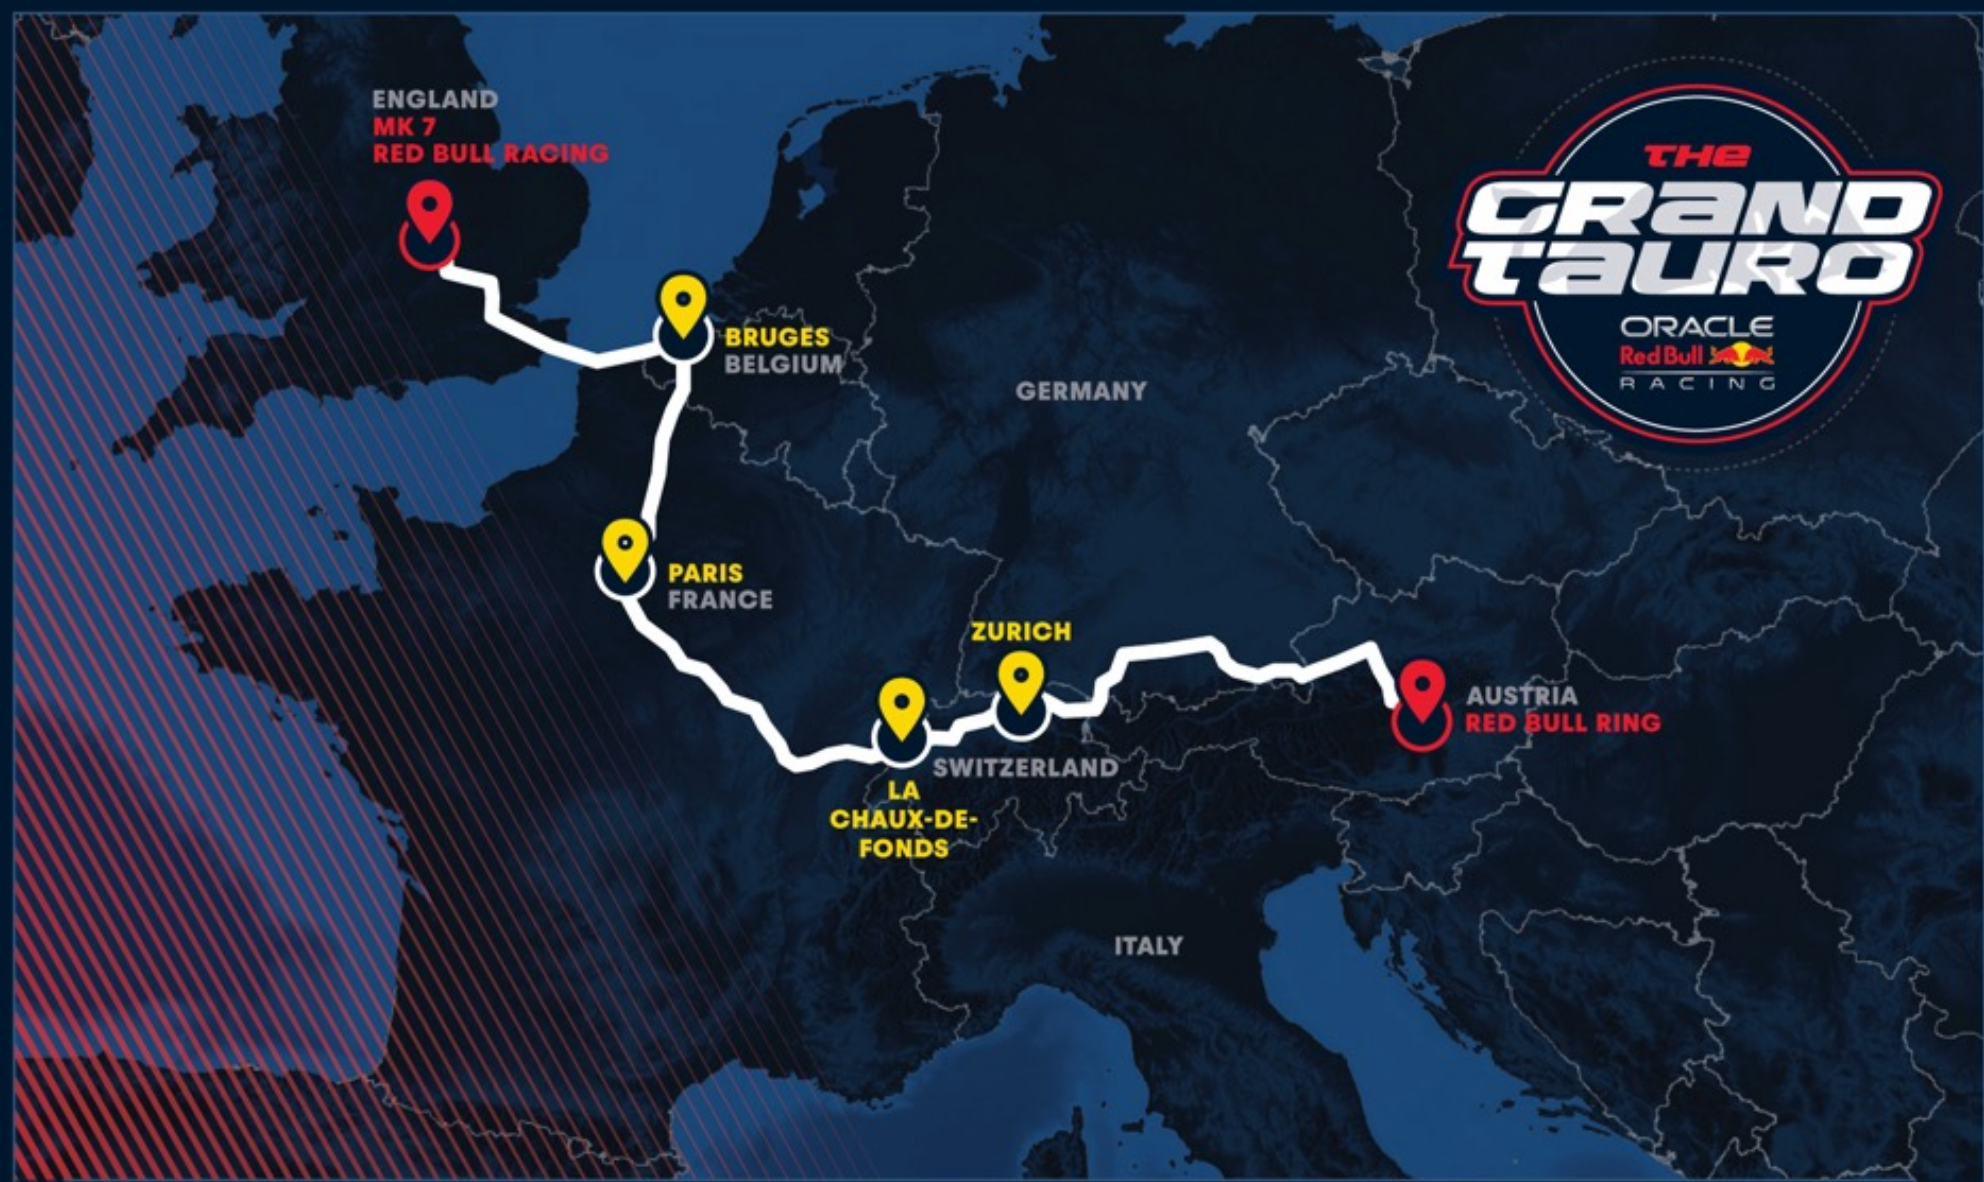 ENGLAND
MK 7
RED BULL RACING
THE
GRAND
TAURO
ORACLE
Red Bull
RACING
BRUGES
BELGIUM
GERMANY
PARIS
FRANCE
ZURICH
AUSTRIA
RED BULL RING
SWITZERLAND
LA
CHAUX-DE-
FONDS
ITALY